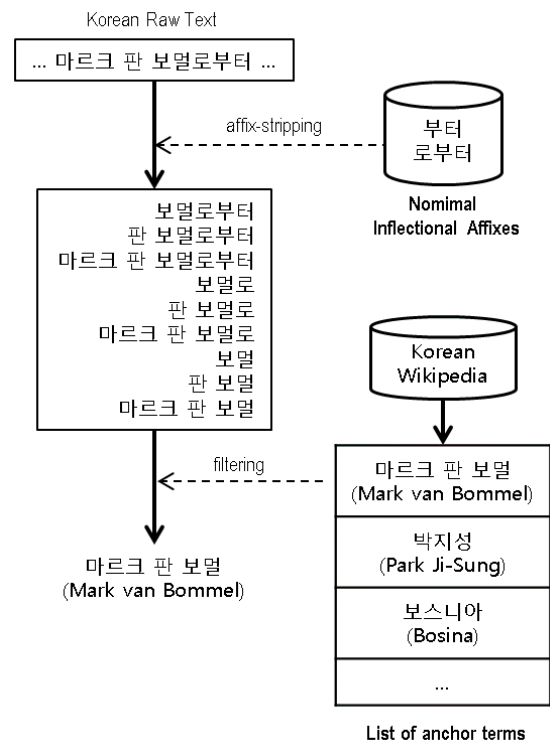 Korean Raw Text
... 마르크 판 보멀로부터 ...
affix-stripping
부터
로부터
Nomimal
Inflectional Affixes
보멀로부터
판 보멀로부터
마르크 판 보멀로부터
보멀로
판 보멀로
마르크 판 보멀로
보멀
판 보멀
마르크 판 보멀
Korean
Wikipedia
filtering
마르크 판 보멀
(Mark van Bommel)
박지성
(Park Ji-Sung)
보스니아
(Bosina)
...
마르크 판 보멀
(Mark van Bommel)
List of anchor terms